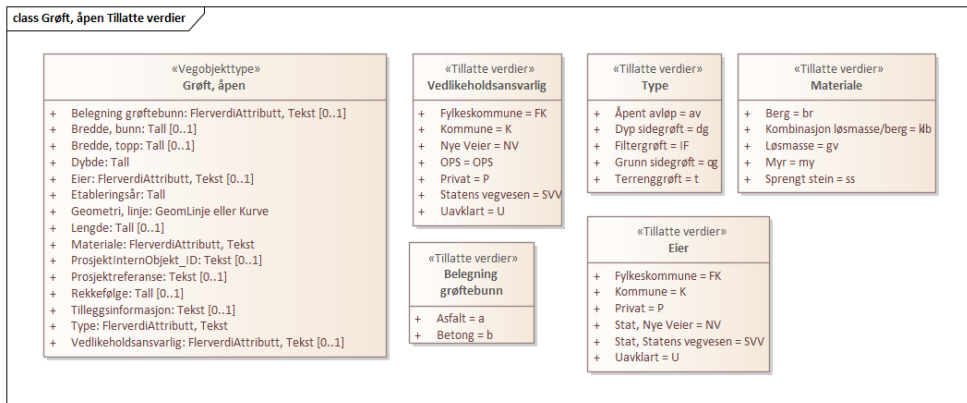 class Grøft, åpen Tillatte verdier
«Vegobjekttype»
Grøft, åpen
+ Belegning grøftebunn: FlerverdiAttributt, Tekst [0..1]
+ Bredde, bunn: Tall [0..1]
+ Bredde, topp: Tall [0..1]
+ Dybde: Tall
+ Eier: FlerverdiAttributt, Tekst [0..1]
+ Etableringsår: Tall
+ Geometri, linje: GeomLinje eller Kurve
+ Lengde: Tall [0..1]
+ Materiale: FlerverdiAttributt, Tekst
+ ProsjektInternObjekt_ID: Tekst [0..1]
+ Prosjektreferanse: Tekst [0..1]
+ Rekkefølge: Tall [0..1]
+ Tilleggsinformasjon: Tekst [0..1]
+ Type: FlerverdiAttributt, Tekst
+ Vedlikeholdsansvarlig: FlerverdiAttributt, Tekst [0..1]
«Tillatte verdier»
Vedlikeholdsansvarlig
+ Fylkeskommune = FK
+ Kommune = K
+ Nye Veier = NV
+ OPS = OPS
+ Privat = P
+ Statens vegvesen = SVV
+ Uavklart = U
«Tillatte verdier»
Type
+ Åpent avløp = av
+ Dyp sidegrøft = dg
+ Filtergrøft = IF
+ Grunn sidegrøft = gg
+ Terrenggrøft = t
«Tillatte verdier»
Materiale
+ Berg = br
+ Kombinasjon løsmasse/berg = klb
+ Løsmasse = gv
+ Myr = my
+ Sprengt stein = ss
«Tillatte verdier»
Belegning
grøftebunn
+ Asfalt = a
+ Betong = b
«Tillatte verdier»
Eier
+ Fylkeskommune = FK
+ Kommune = K
+ Privat = P
+ Stat, Nye Veier = NV
+ Stat, Statens vegvesen = SVV
+ Uavklart = U